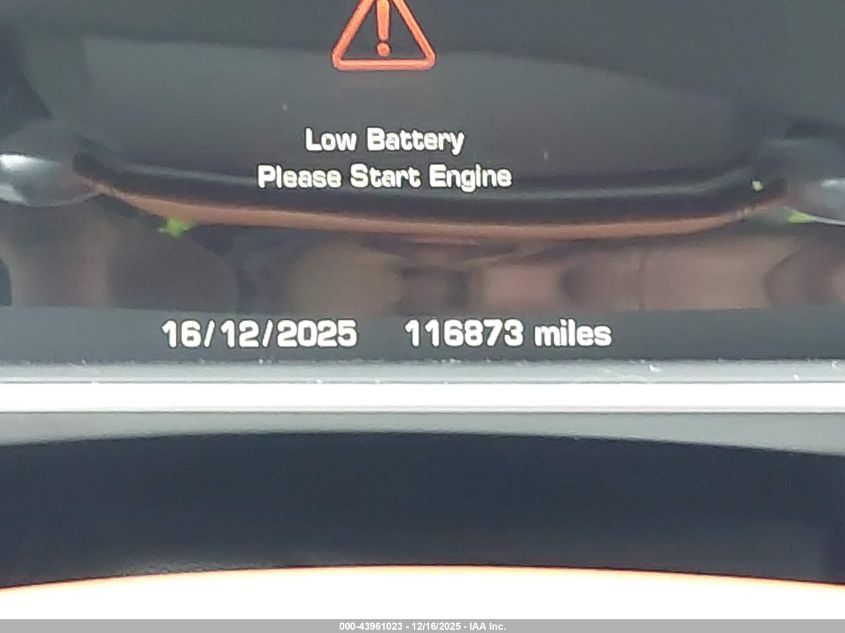 Low Battery
Please Start Engine
16/12/2025 116873 miles
000-43961023 - 12/16/2025 - IAA Inc.